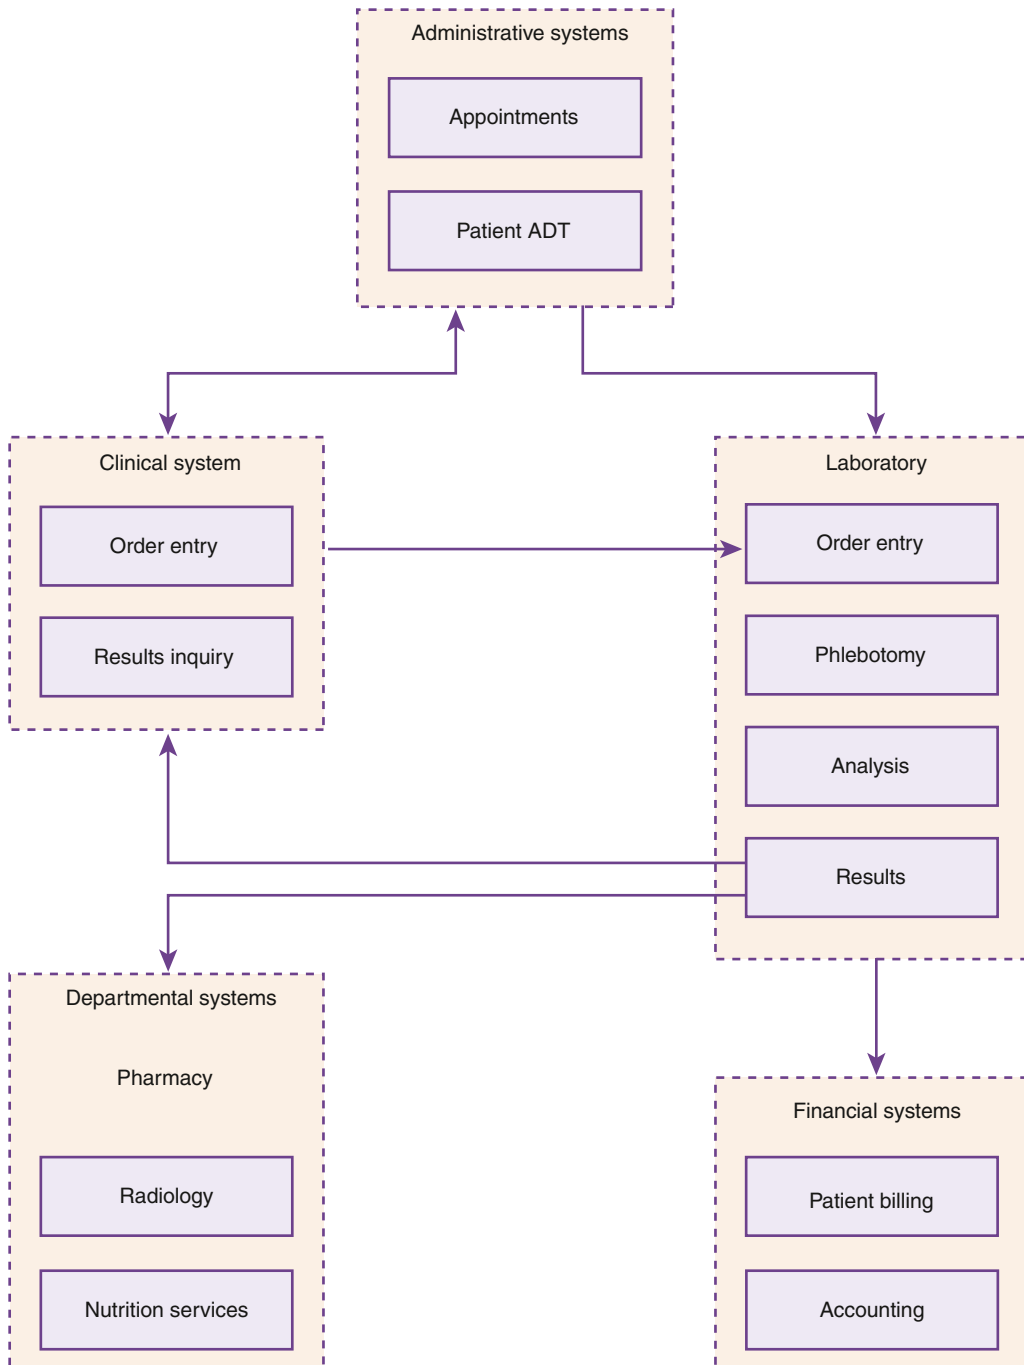 Administrative systems
Appointments
Patient ADT
Clinical system
Order entry
Results inquiry
Laboratory
Order entry
Phlebotomy
Analysis
Results
Departmental systems
Pharmacy
Radiology
Nutrition services
Financial systems
Patient billing
Accounting